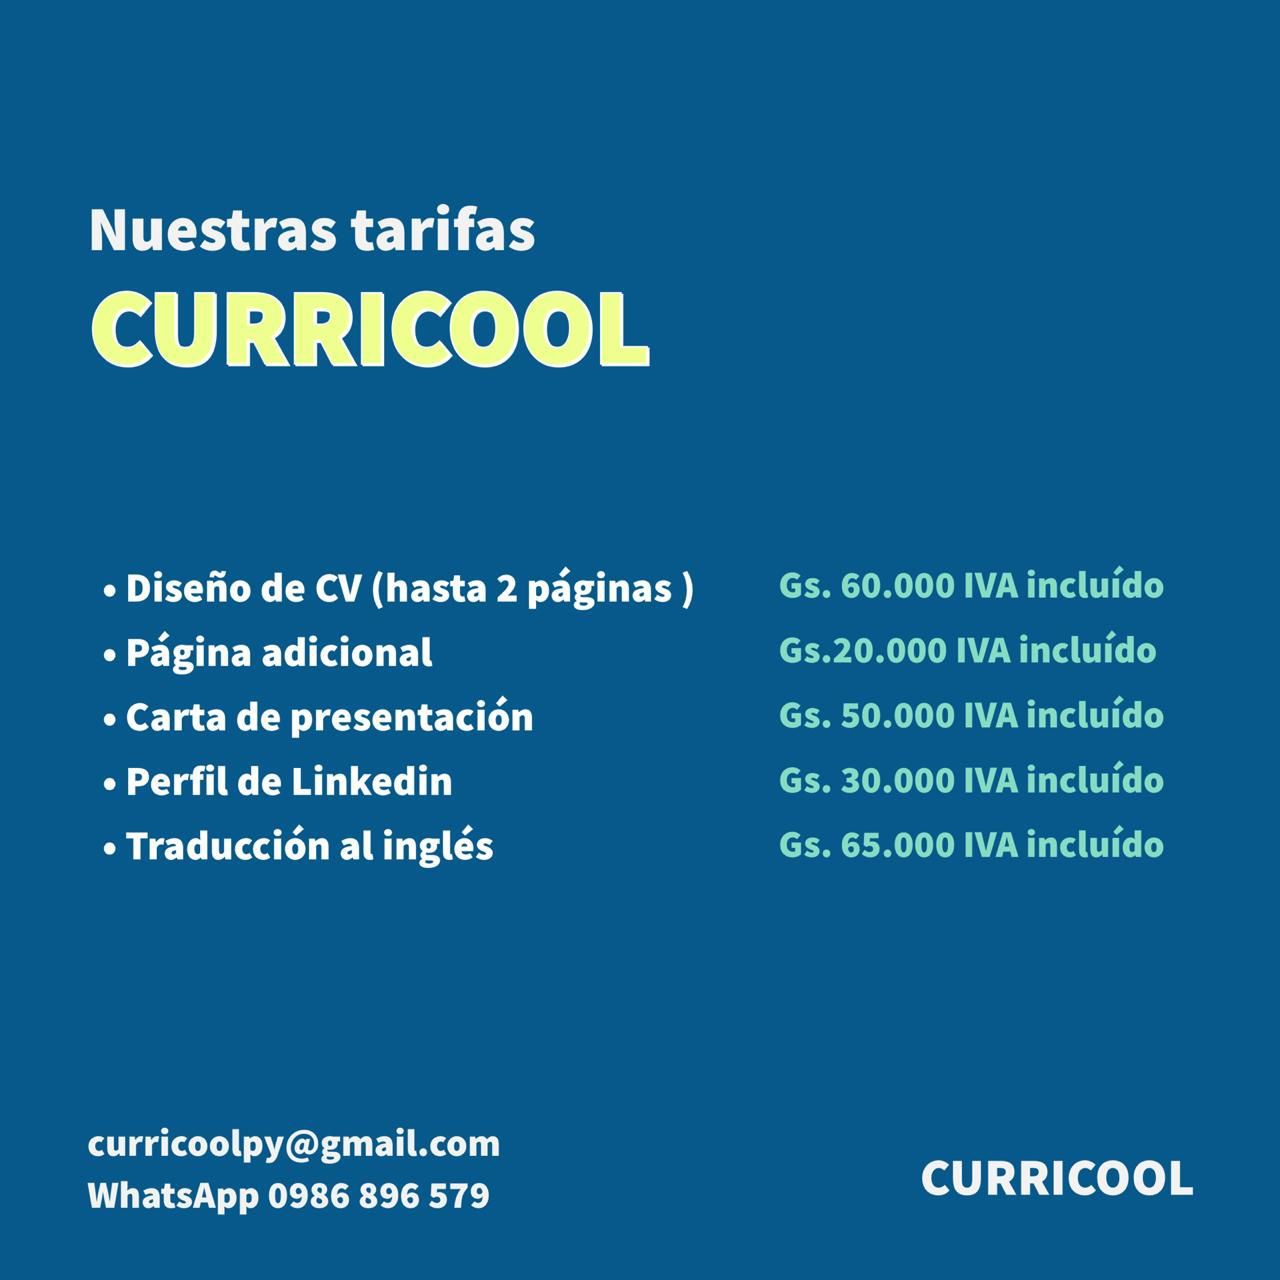 Nuestras tarifas
CURRICOOL
• Diseño de CV (hasta 2 páginas ) Gs. 60.000 IVA incluído
• Página adicional Gs.20.000 IVA incluído
• Carta de presentación Gs. 50.000 IVA incluído
• Perfil de Linkedin Gs. 30.000 IVA incluído
• Traducción al inglés Gs. 65.000 IVA incluído
curricoolpy@gmail.com
WhatsApp 0986 896 579
CURRICOOL